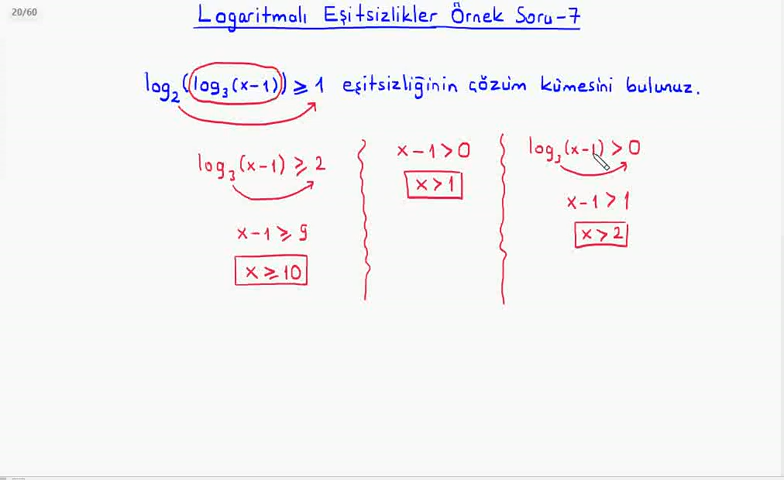 20/60
Logaritmalı Eşitsizlikler Örnek Soru-7
log₂(log₃(x-1)) ≥ 1 eşitsizliğinin çözüm kümesini bulunuz.
log₃(x-1) ≥ 2
x-1 ≥ 9
x ≥ 10
x-1 > 0
x > 1
log₃(x-1) > 0
x-1 > 1
x > 2